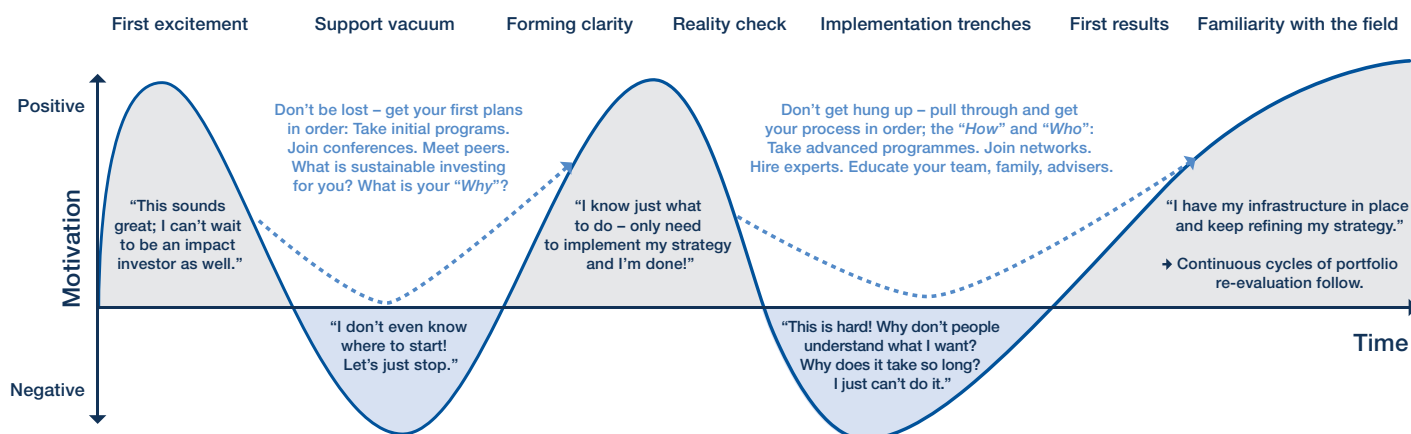 First excitement
Support vacuum
Forming clarity
Reality check
Implementation trenches
First results
Familiarity with the field
Positive
Motivation
Negative
Time
Don’t be lost – get your first plans
in order: Take initial programs.
Join conferences. Meet peers.
What is sustainable investing
for you? What is your “Why”?
Don’t get hung up – pull through and get
your process in order; the “How” and “Who”:
Take advanced programmes. Join networks.
Hire experts. Educate your team, family, advisers.
“This sounds
great; I can’t wait
to be an impact
investor as well.”
“I don’t even know
where to start!
Let’s just stop.”
“I know just what
to do – only need
to implement my strategy
and I’m done!”
“This is hard! Why don’t people
understand what I want?
Why does it take so long?
I just can’t do it.”
“I have my infrastructure in place
and keep refining my strategy.”
➔ Continuous cycles of portfolio
re-evaluation follow.